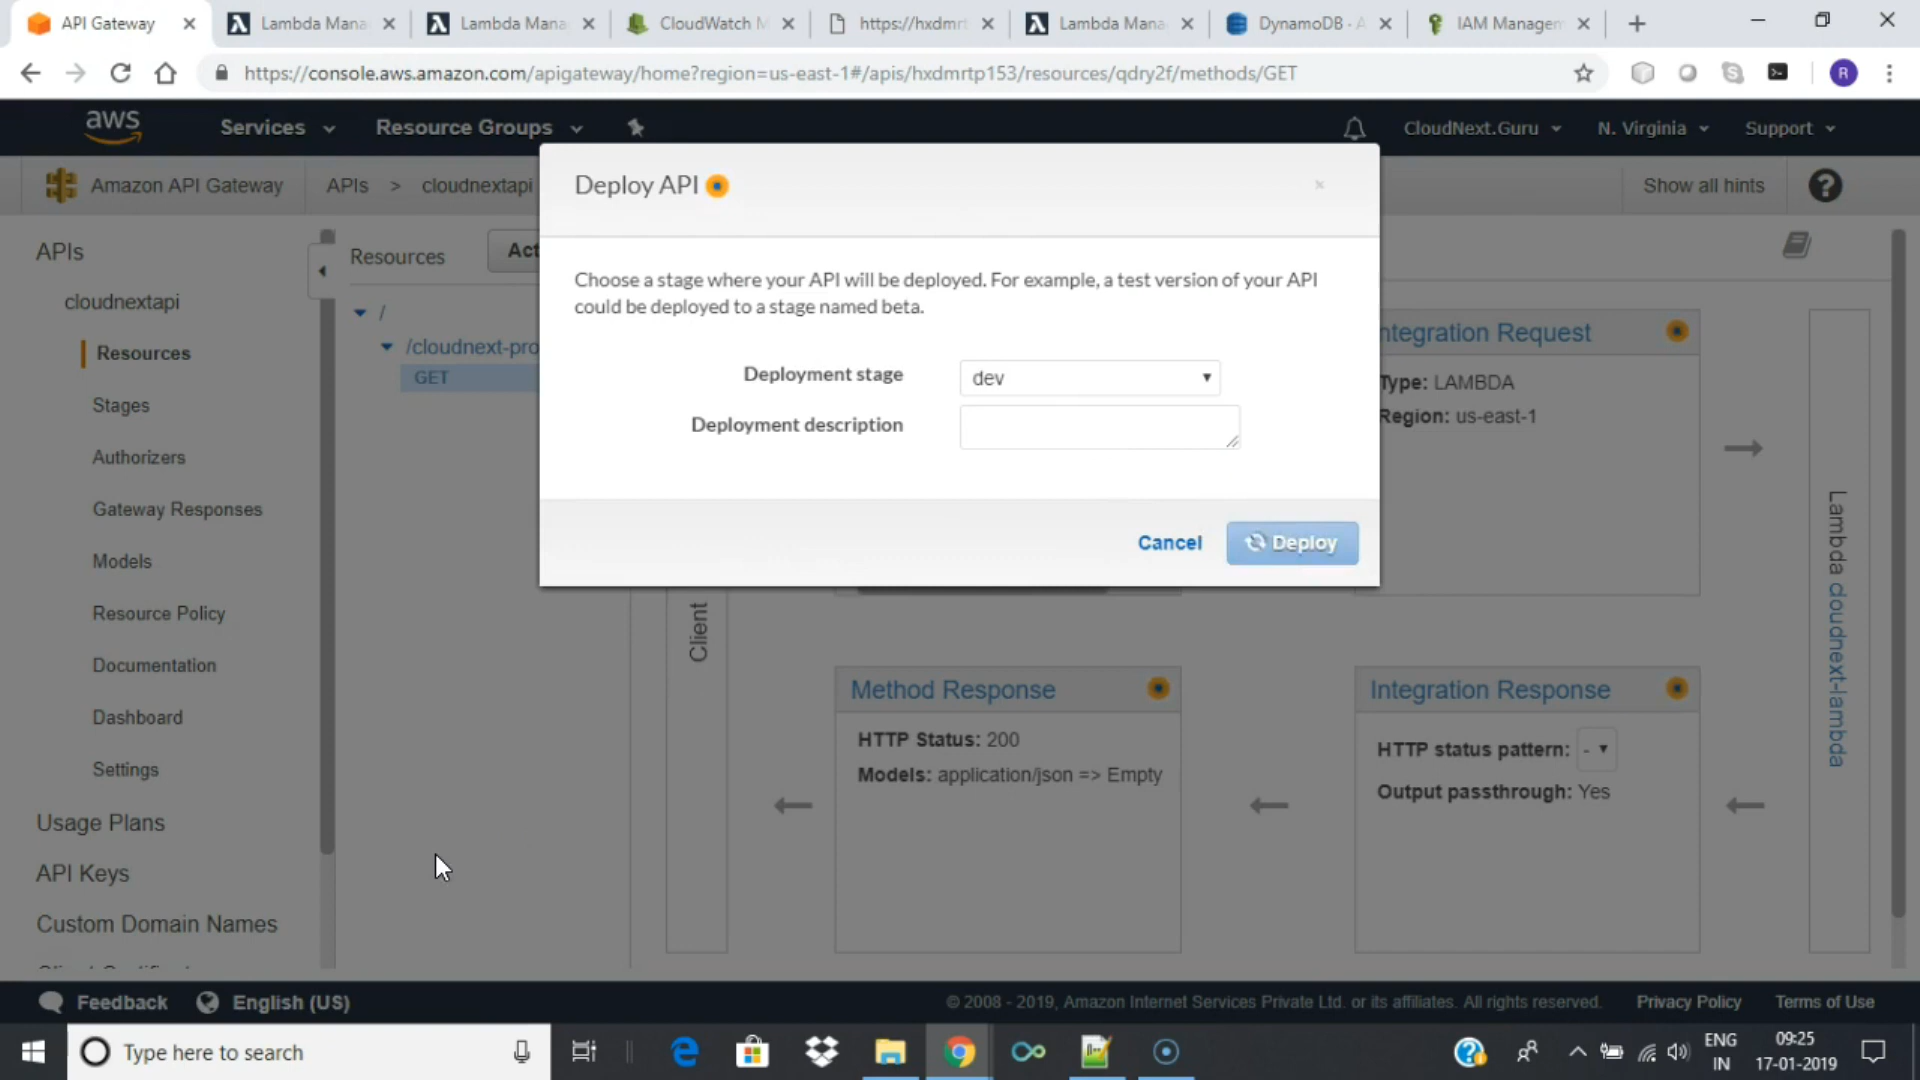 API Gateway
Lambda Mana
Lambda Mana
CloudWatch M
https://hxdmrt
Lambda Mana
DynamoDB · A
IAM Managem
https://console.aws.amazon.com/apigateway/home?region=us-east-1#/apis/hxdmrtp153/resources/qdry2f/methods/GET
R
aws
Services
Resource Groups
CloudNext.Guru
N. Virginia
Support
Amazon API Gateway
APIs > cloudnextapi
Show all hints
?
Deploy API
×
Choose a stage where your API will be deployed. For example, a test version of your API
could be deployed to a stage named beta.
Deployment stage
dev
Deployment description
Cancel
Deploy
APIs
cloudnextapi
Resources
Stages
Authorizers
Gateway Responses
Models
Resource Policy
Documentation
Dashboard
Settings
Usage Plans
API Keys
Custom Domain Names
Resources
Act
/
/cloudnext-pro
GET
Client
ntegration Request
Type: LAMBDA
Region: us-east-1
Lambda cloudnext-lambda
Method Response
HTTP Status: 200
Models: application/json => Empty
Integration Response
HTTP status pattern: -
Output passthrough: Yes
Feedback
English (US)
© 2008 - 2019, Amazon Internet Services Private Ltd. or its affiliates. All rights reserved.
Privacy Policy
Terms of Use
Type here to search
ENG
IN
09:25
17-01-2019